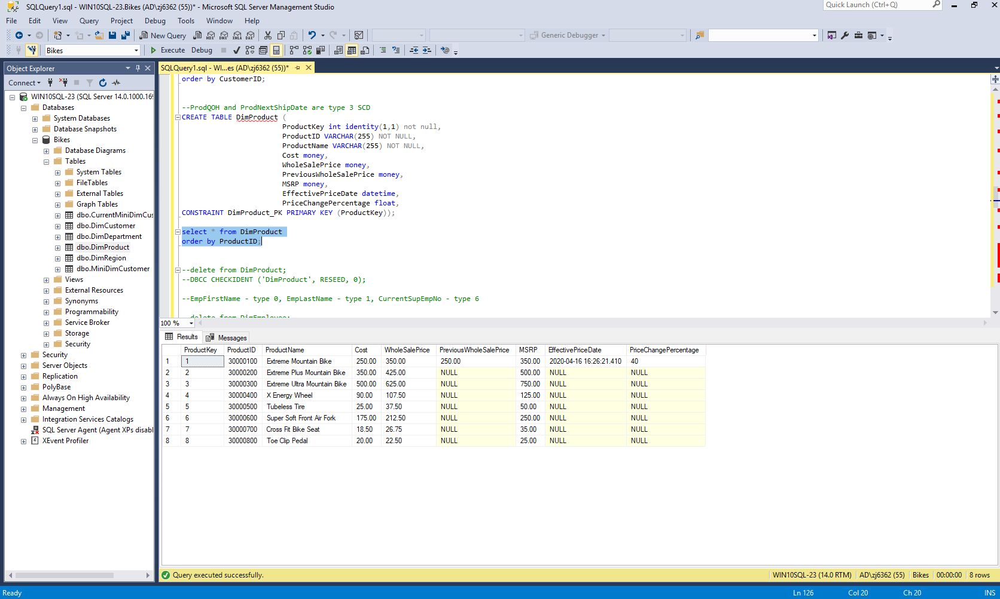 SQLQuery1.sql - WIN10SQL-23.Bikes (AD\zj6362 (55))* - Microsoft SQL Server Management Studio
Quick Launch (Ctrl+Q)
File Edit View Query Project Debug Tools Window Help
New Query
MDX DMX XMLA DAX
Generic Debugger
Bikes
Execute Debug
Object Explorer
Connect
WIN10SQL-23 (SQL Server 14.0.1000.169
Databases
System Databases
Database Snapshots
Bikes
Database Diagrams
Tables
System Tables
FileTables
External Tables
Graph Tables
dbo.CurrentMiniDimCus
dbo.DimCustomer
dbo.DimDepartment
dbo.DimProduct
dbo.DimRegion
dbo.MiniDimCustomer
Views
External Resources
Synonyms
Programmability
Service Broker
Storage
Security
Security
Server Objects
Replication
PolyBase
Always On High Availability
Management
Integration Services Catalogs
SQL Server Agent (Agent XPs disabl
XEvent Profiler
SQLQuery1.sql - WI...es (AD\zj6362 (55))*
order by CustomerID;
--ProdQOH and ProdNextShipDate are type 3 SCD
CREATE TABLE DimProduct (
ProductKey int identity(1,1) not null,
ProductID VARCHAR(255) NOT NULL,
ProductName VARCHAR(255) NOT NULL,
Cost money,
WholeSalePrice money,
PreviousWholeSalePrice money,
MSRP money,
EffectivePriceDate datetime,
PriceChangePercentage float,
CONSTRAINT DimProduct_PK PRIMARY KEY (ProductKey));
select * from DimProduct
order by ProductID;
--delete from DimProduct;
--DBCC CHECKIDENT ('DimProduct', RESEED, 0);
--EmpFirstName - type 0, EmpLastName - type 1, CurrentSupEmpNo - type 6
--delete from DimEmployee;
100 %
Results Messages
ProductKey ProductID ProductName Cost WholeSalePrice PreviousWholeSalePrice MSRP EffectivePriceDate PriceChangePercentage
1 1 30000100 Extreme Mountain Bike 250.00 350.00 250.00 350.00 2020-04-16 16:26:21.410 40
2 2 30000200 Extreme Plus Mountain Bike 350.00 425.00 NULL 500.00 NULL NULL
3 3 30000300 Extreme Ultra Mountain Bike 500.00 625.00 NULL 750.00 NULL NULL
4 4 30000400 X Energy Wheel 90.00 107.50 NULL 125.00 NULL NULL
5 5 30000500 Tubeless Tire 25.00 37.50 NULL 50.00 NULL NULL
6 6 30000600 Super Soft Front Air Fork 175.00 212.50 NULL 250.00 NULL NULL
7 7 30000700 Cross Fit Bike Seat 18.50 26.75 NULL 35.00 NULL NULL
8 8 30000800 Toe Clip Pedal 20.00 22.50 NULL 25.00 NULL NULL
Query executed successfully. WIN10SQL-23 (14.0 RTM) AD\zj6362 (55) Bikes 00:00:00 8 rows
Ready Ln 126 Col 20 Ch 20 INS